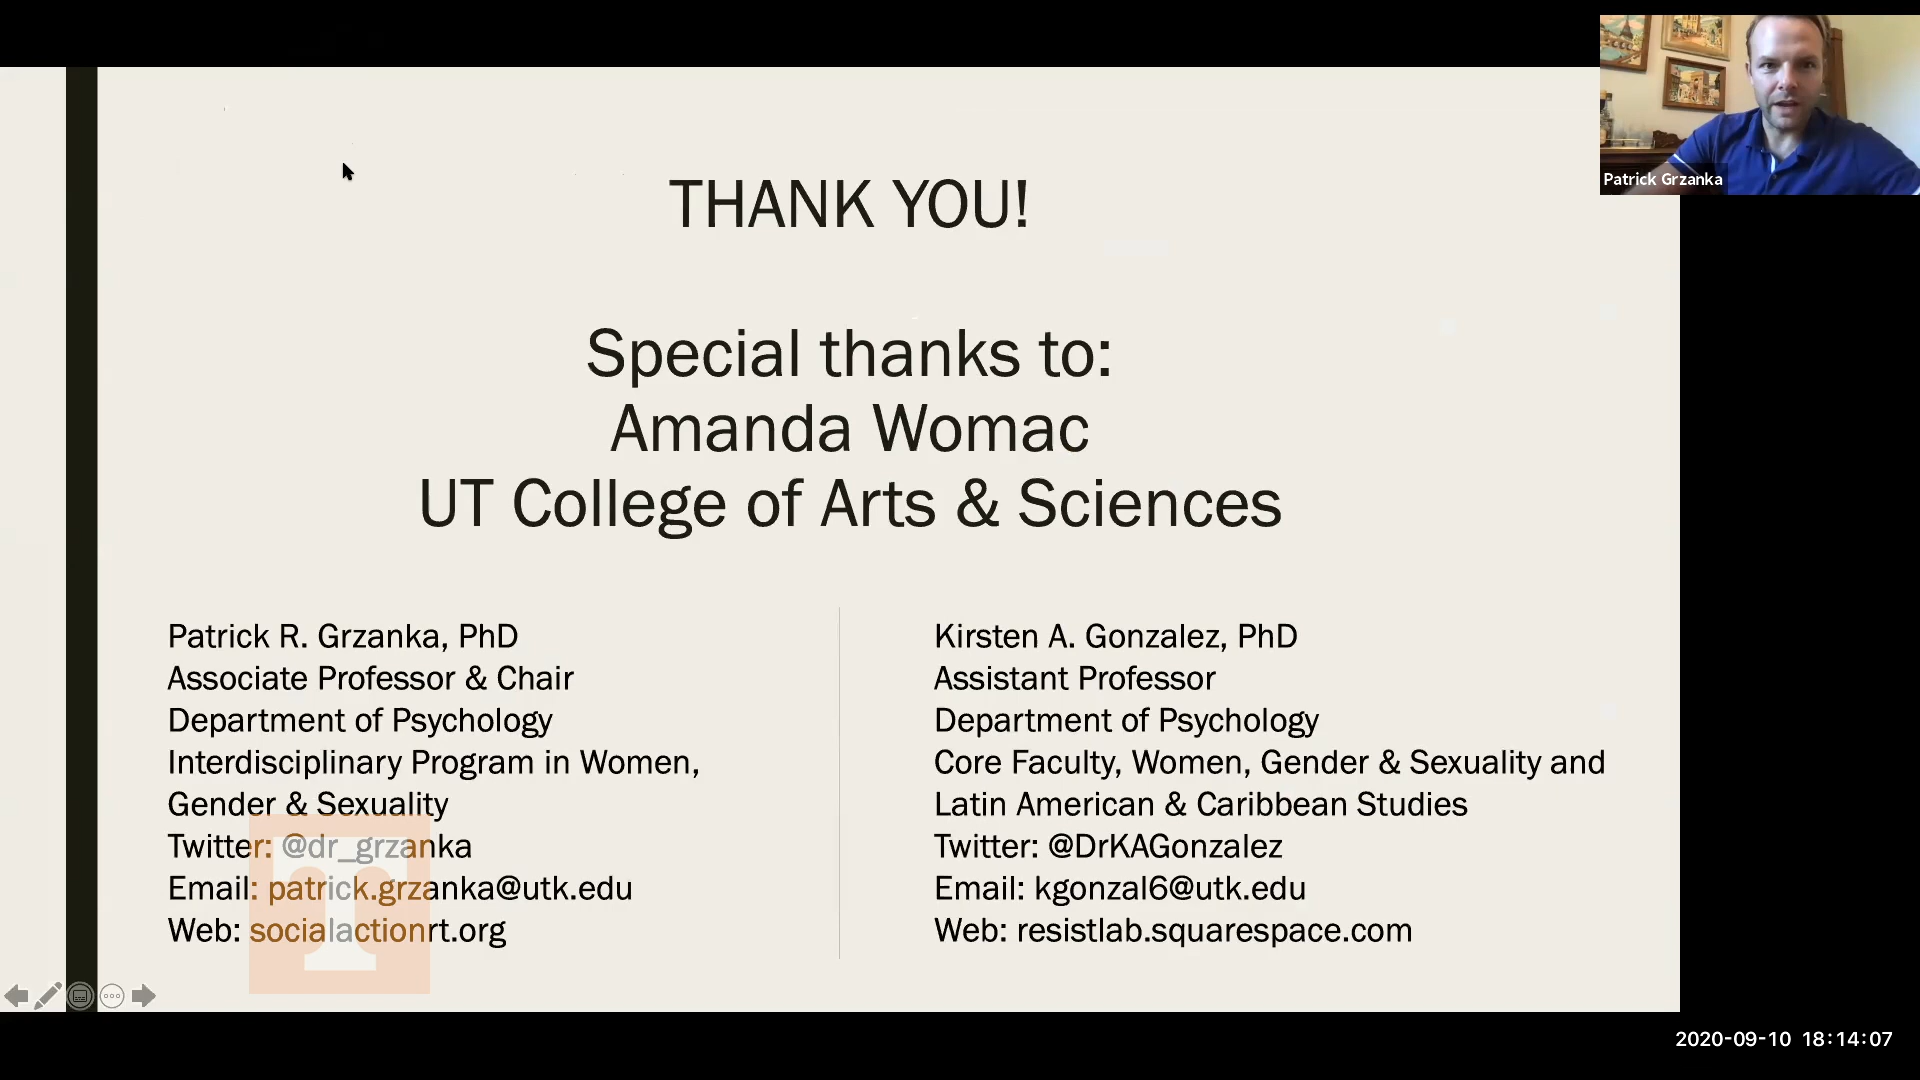 Patrick Grzanka
THANK YOU!
Special thanks to:
Amanda Womac
UT College of Arts & Sciences
Patrick R. Grzanka, PhD
Associate Professor & Chair
Department of Psychology
Interdisciplinary Program in Women,
Gender & Sexuality
Twitter: @dr_grzanka
Email: patrick.grzanka@utk.edu
Web: socialactionrt.org
Kirsten A. Gonzalez, PhD
Assistant Professor
Department of Psychology
Core Faculty, Women, Gender & Sexuality and
Latin American & Caribbean Studies
Twitter: @DrKAGonzalez
Email: kgonzal6@utk.edu
Web: resistlab.squarespace.com
T
2020-09-10 18:14:07